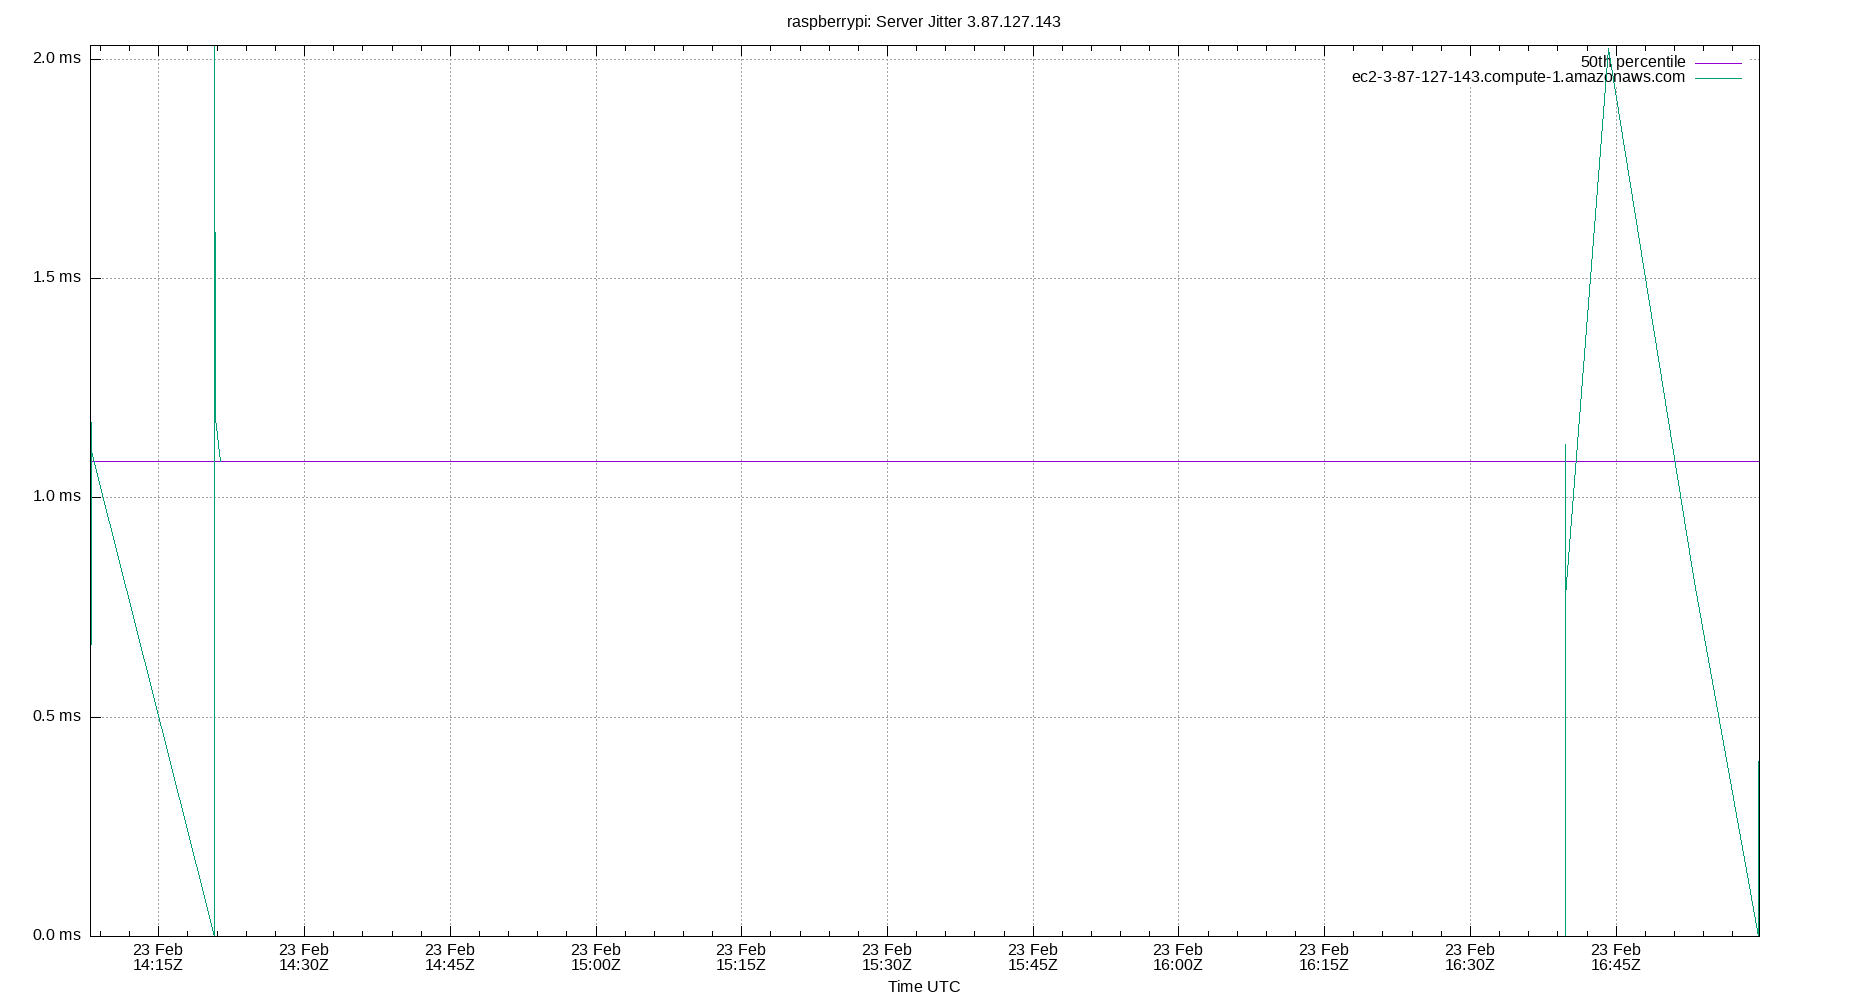 raspberrypi: Server Jitter 3.87.127.143
2.0 ms
50th percentile
ec2-3-87-127-143.compute-1.amazonaws.com
1.5 ms
1.0 ms
0.5 ms
0.0 ms
23 Feb 23 Feb 23 Feb 23 Feb 23 Feb 23 Feb 23 Feb 23 Feb 23 Feb 23 Feb 23 Feb
14:15Z 14:30Z 14:45Z 15:00Z 15:15Z 15:30Z 15:45Z 16:00Z 16:15Z 16:30Z 16:45Z
Time UTC